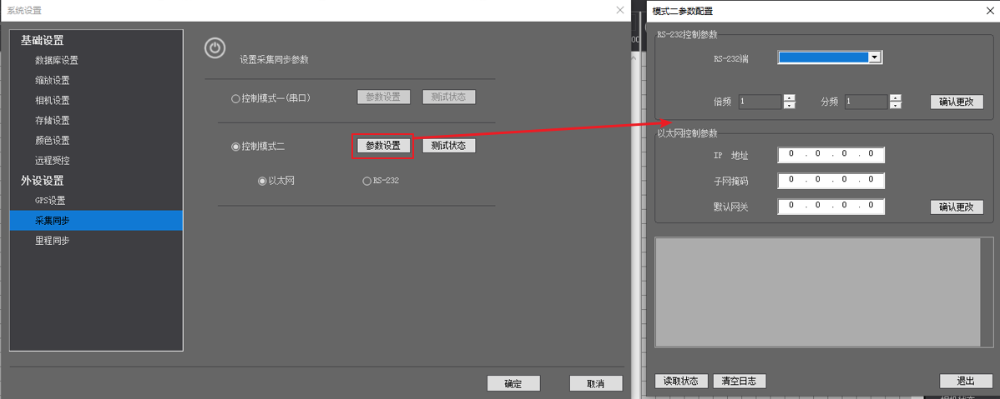 系统设置
基础设置
数据库设置
缩放设置
相机设置
存储设置
颜色设置
远程受控
外设设置
GPS设置
采集同步
里程同步
设置采集同步参数
控制模式一(串口)
参数设置
测试状态
控制模式二
参数设置
测试状态
以太网
RS-232
确定
取消
00
模式二参数配置
RS-232控制参数
RS-232端
倍频
1
分频
1
确认更改
以太网控制参数
IP 地址
0 . 0 . 0 . 0
子网掩码
0 . 0 . 0 . 0
默认网关
0 . 0 . 0 . 0
确认更改
读取状态
清空日志
退出